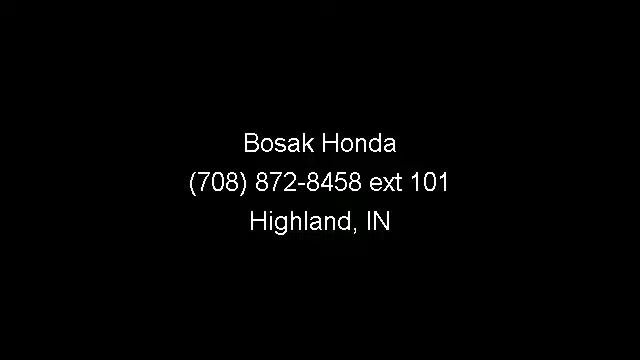 Bosak Honda
(708) 872-8458 ext 101
Highland, IN